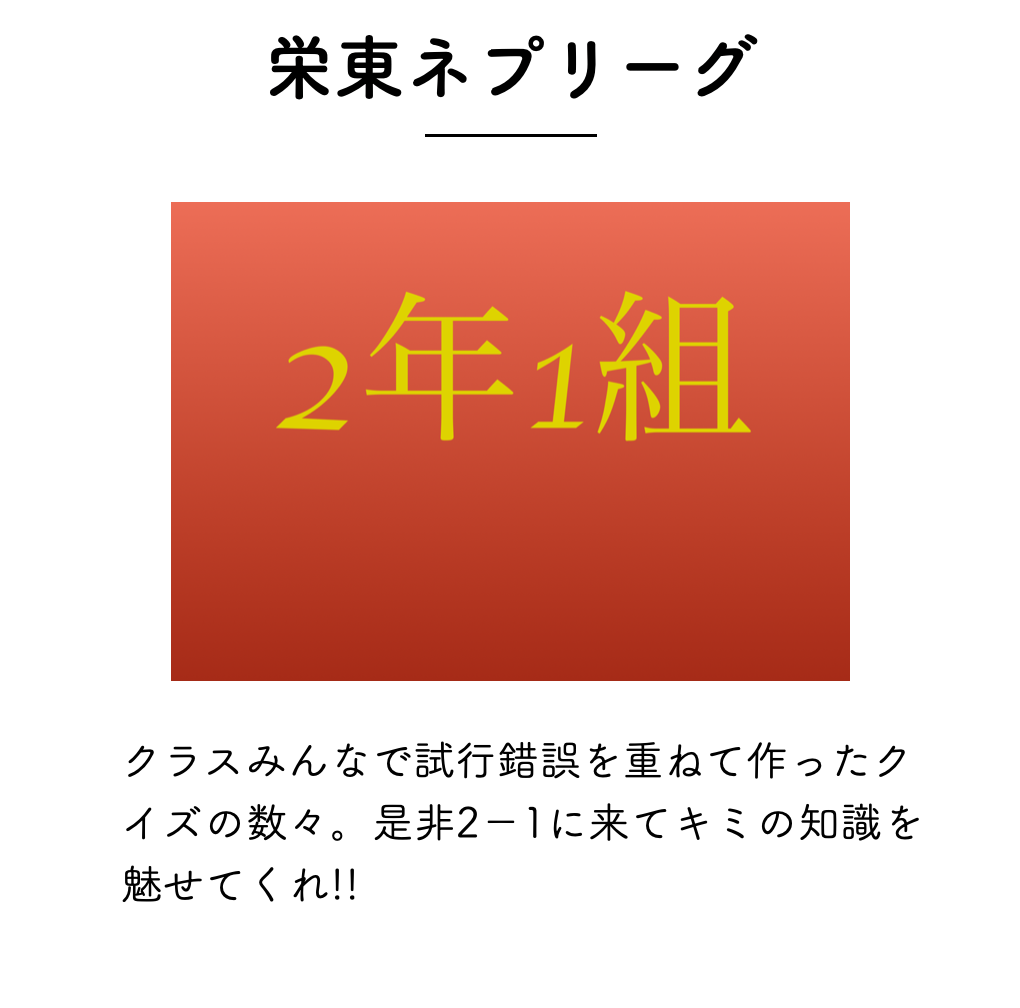 栄東ネプリーグ
2年1組
クラスみんなで試行錯誤を重ねて作ったク
イズの数々。是非2−1に来てキミの知識を
魅せてくれ!!